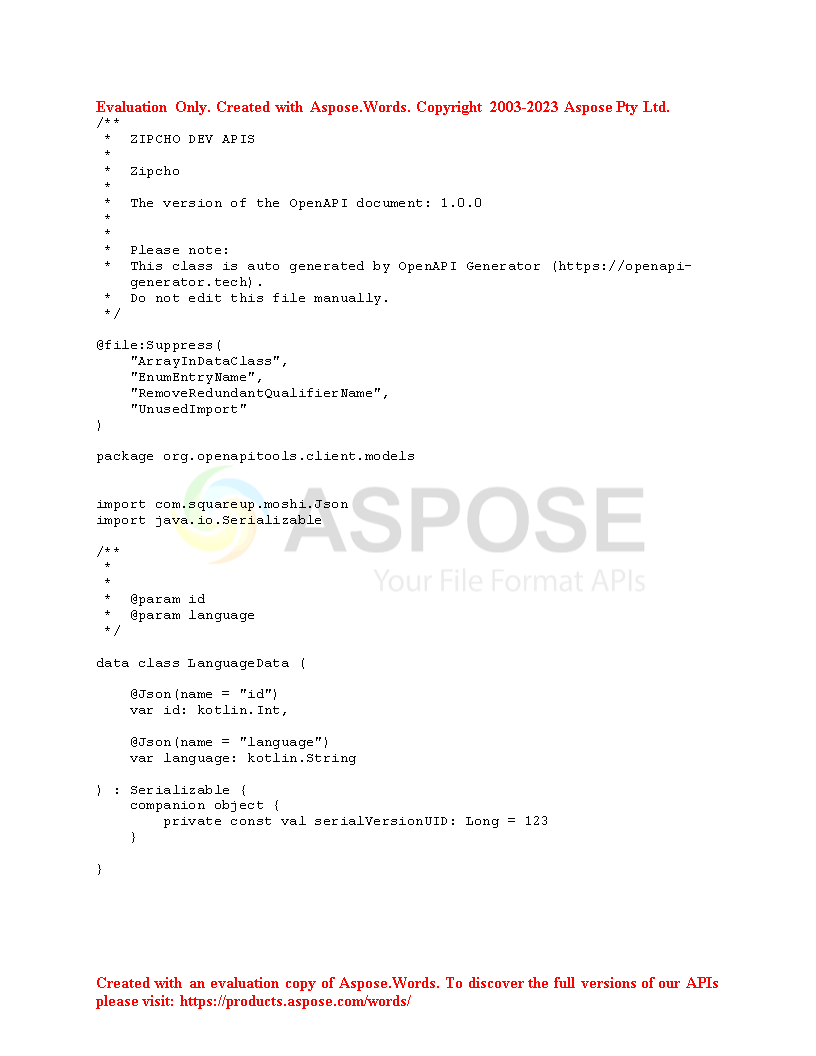 Evaluation Only. Created with Aspose.Words. Copyright 2003-2023 Aspose Pty Ltd.
/**
 *  ZIPCHO DEV APIS
 *
 *  Zipcho
 *
 *  The version of the OpenAPI document: 1.0.0
 *
 *
 *  Please note:
 *  This class is auto generated by OpenAPI Generator (https://openapi-
    generator.tech).
 *  Do not edit this file manually.
 */

@file:Suppress(
    "ArrayInDataClass",
    "EnumEntryName",
    "RemoveRedundantQualifierName",
    "UnusedImport"
)

package org.openapitools.client.models

import com.squareup.moshi.Json
import java.io.Serializable
ASPOSE
Your File Format APIs

/**
 *
 *
 *  @param id
 *  @param language
 */

data class LanguageData (

    @Json(name = "id")
    var id: kotlin.Int,

    @Json(name = "language")
    var language: kotlin.String

) : Serializable {
    companion object {
        private const val serialVersionUID: Long = 123
    }

}

Created with an evaluation copy of Aspose.Words. To discover the full versions of our APIs
please visit: https://products.aspose.com/words/